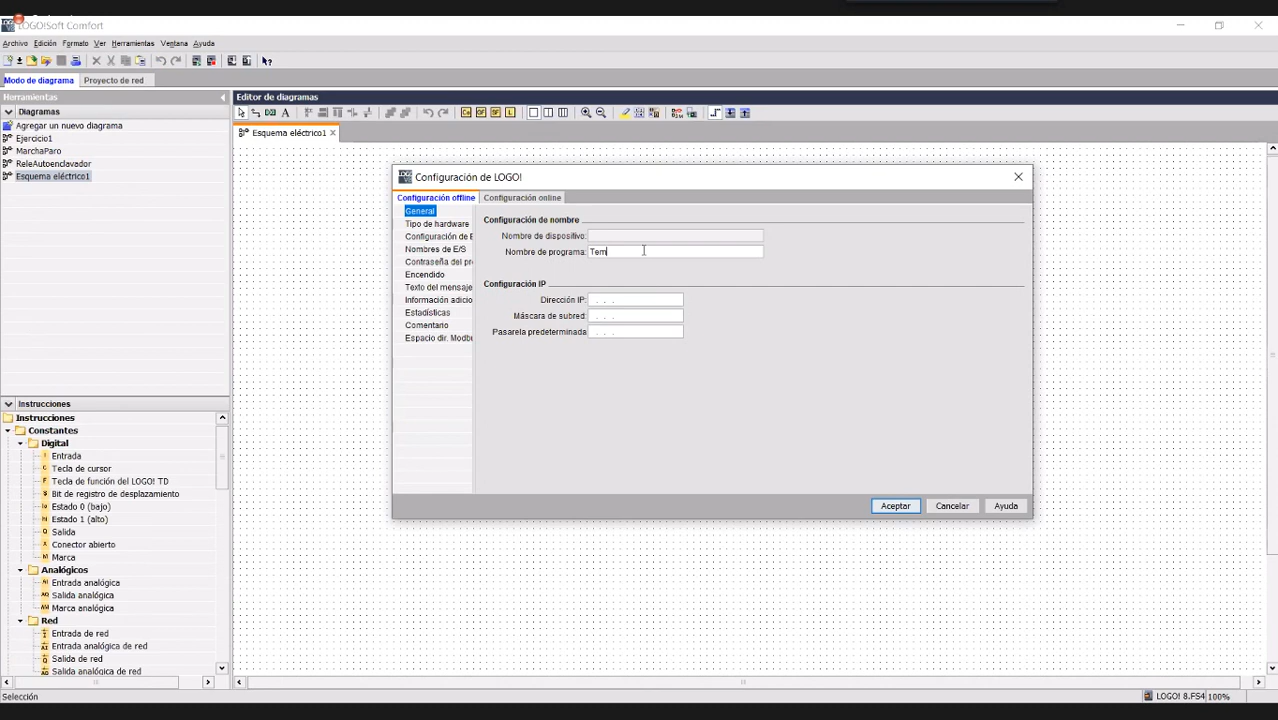 LOGO!Soft Comfort
Archivo Edición Formato Ver Herramientas Ventana Ayuda
Modo de diagrama Proyecto de red
Herramientas
Diagramas
Agregar un nuevo diagrama
Ejercicio1
MarchaParo
ReleAutoenclavador
Esquema eléctrico1
Instrucciones
Instrucciones
Constantes
Digital
Entrada
Tecla de cursor
Tecla de función del LOGO! TD
Bit de registro de desplazamiento
Estado 0 (bajo)
Estado 1 (alto)
Salida
Conector abierto
Marca
Analógicos
Entrada analógica
Salida analógica
Marca analógica
Red
Entrada de red
Entrada analógica de red
Salida de red
Salida analógica de red
Selección
Editor de diagramas
Esquema eléctrico1
Configuración de LOGO!
Configuración offline Configuración online
General
Tipo de hardware
Configuración de E
Nombres de E/S
Contraseña del pr
Encendido
Texto del mensaje
Información adicio
Estadísticas
Comentario
Espacio dir. Modbu
Configuración de nombre
Nombre de dispositivo:
Nombre de programa: Tem
Configuración IP
Dirección IP: . . .
Máscara de subred: . . .
Pasarela predeterminada . . .
Aceptar Cancelar Ayuda
LOGO! 8.FS4 100%